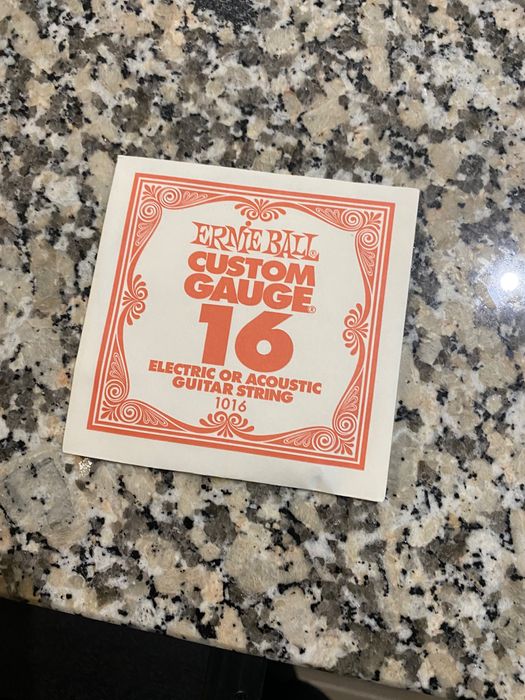 ERNIE BALL®
CUSTOM
GAUGE®
16
ELECTRIC OR ACOUSTIC
GUITAR STRING
1016